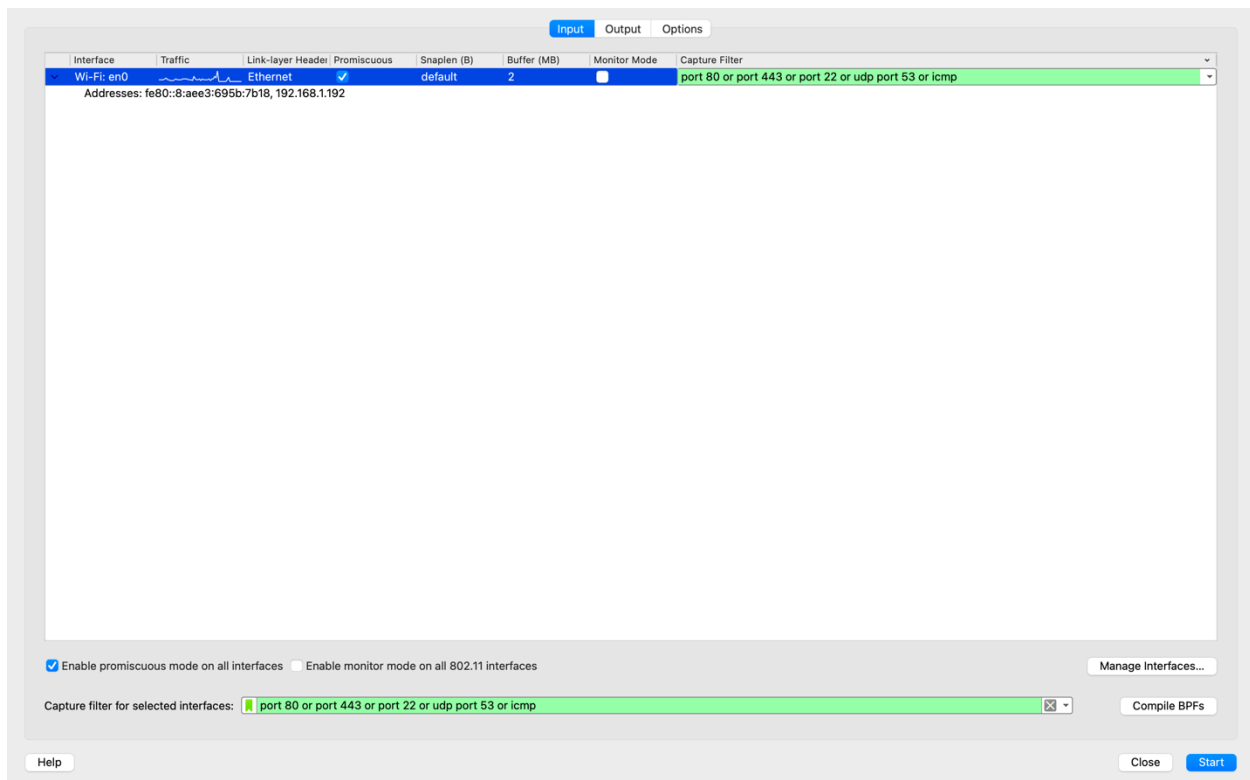 Input Output Options
Interface Traffic Link-layer Header Promiscuous Snaplen (B) Buffer (MB) Monitor Mode Capture Filter
Wi-Fi: en0 Ethernet default 2 port 80 or port 443 or port 22 or udp port 53 or icmp
Addresses: fe80::8:aee3:695b:7b18, 192.168.1.192
Enable promiscuous mode on all interfaces Enable monitor mode on all 802.11 interfaces Manage Interfaces...
Capture filter for selected interfaces: port 80 or port 443 or port 22 or udp port 53 or icmp Compile BPFs
Help Close Start